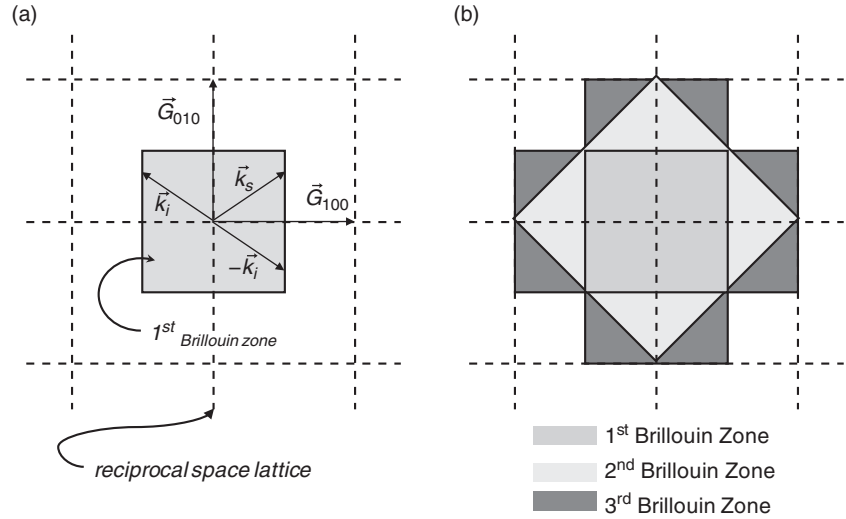 (a)
G⃗010
k⃗i
k⃗s
G⃗100
−k⃗i
1st Brillouin zone
reciprocal space lattice
(b)
1st Brillouin Zone
2nd Brillouin Zone
3rd Brillouin Zone